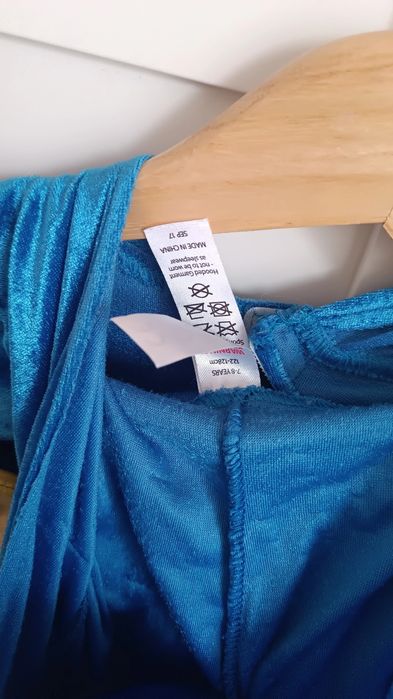 7-8 YEARS
122-128cm
Hooded Garment
- not to be worn
as sleepwear
MADE IN CHINA
SEP 17